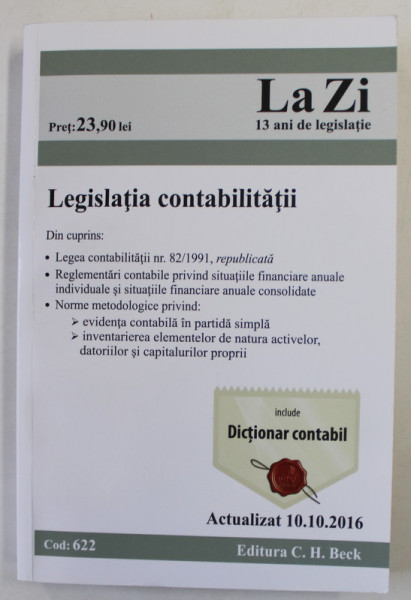 La Zi
Preț: 23,90 lei
13 ani de legislație
Legislația contabilității
Din cuprins:
• Legea contabilității nr. 82/1991, republicată
• Reglementări contabile privind situațiile financiare anuale
individuale și situațiile financiare anuale consolidate
• Norme metodologice privind:
➢ evidența contabilă în partidă simplă
➢ inventarierea elementelor de natura activelor,
datoriilor și capitalurilor proprii
include
Dicționar contabil
Actualizat 10.10.2016
Cod: 622
Editura C. H. Beck